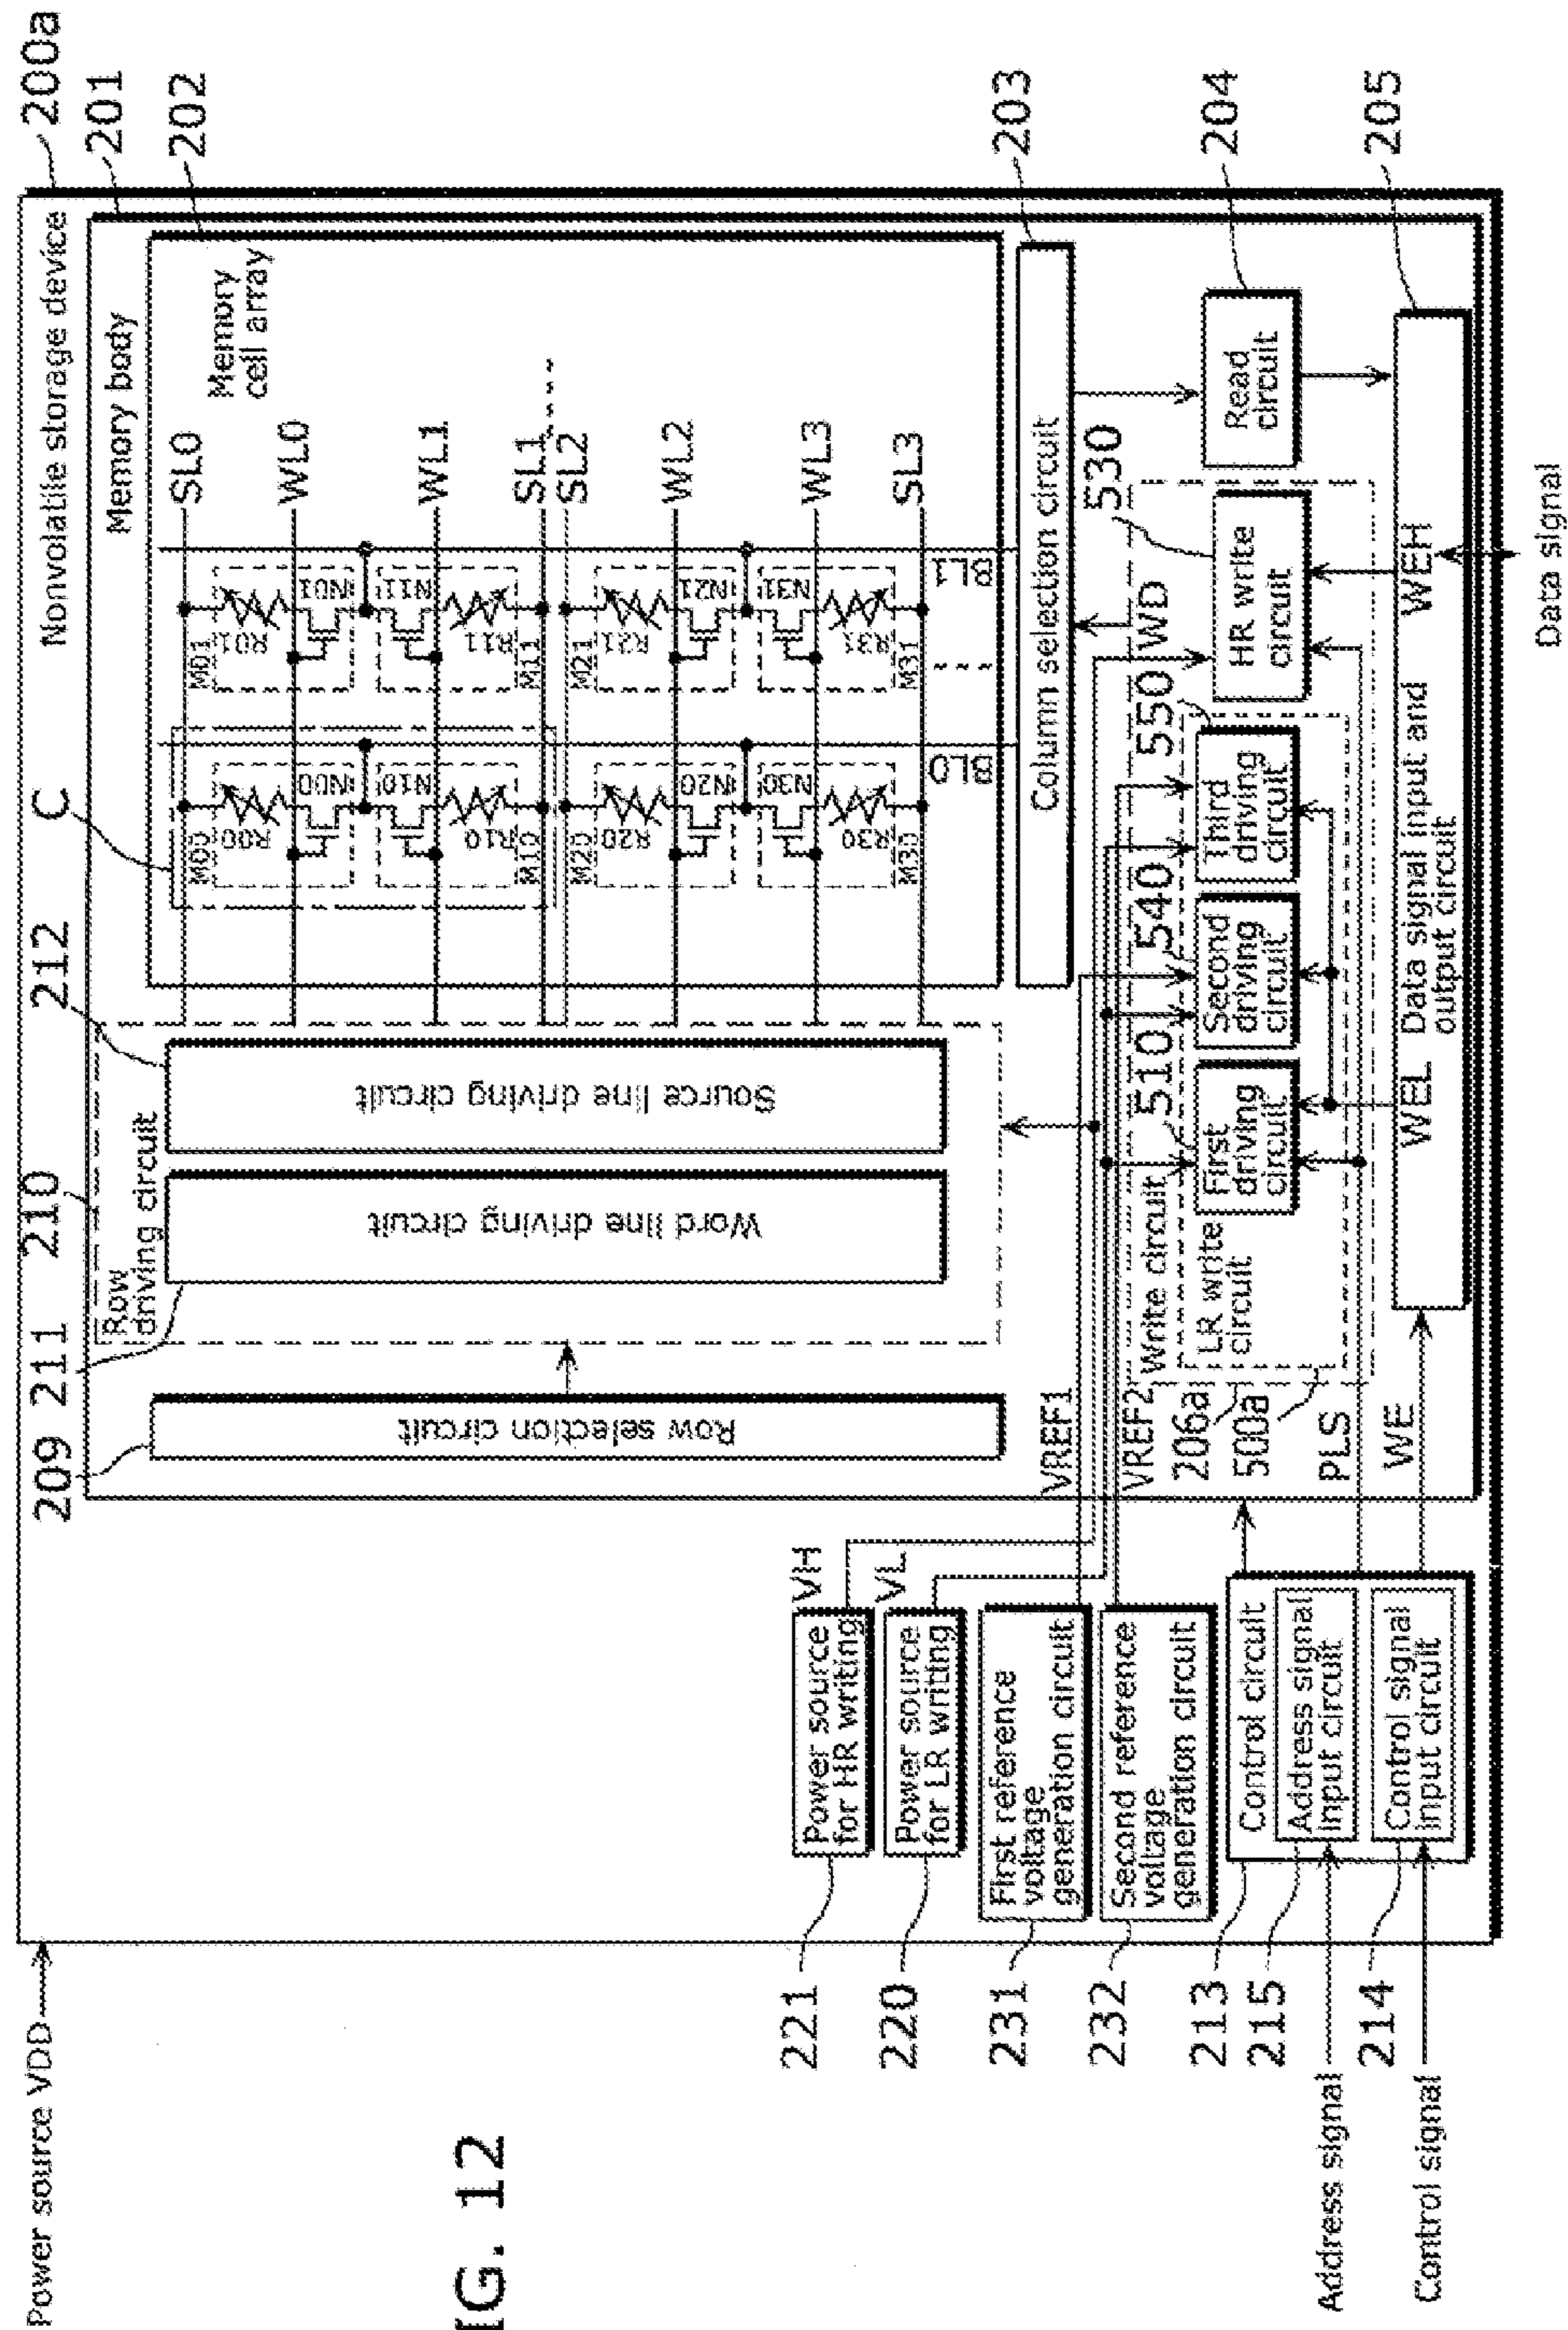 Power source VDD
IG. 12
Nonvolatile storage device
200a
201
202
Memory body
Memory
cell array
C
212
210
211
209
Row
driving circuit
Row selection circuit
Word line driving circuit
Source line driving circuit
SL0
WL0
WL1
SL1
SL2
WL2
WL3
SL3
M00
R00
N00
M01
R01
N01
N10
R10
M10
N11
R11
M11
M20
R20
N20
M21
R21
N21
N30
R30
M30
N31
R31
M31
BL0
BL1
Column selection circuit
203
221
Power source
for HR writing
VH
220
Power source
for LR writing
VL
231
First reference
voltage
generation circuit
VREF1
232
Second reference
voltage
generation circuit
VREF2
213
Control circuit
215
Address signal
input circuit
214
Control signal
input circuit
Address signal
Control signal
206a
500a
PLS
WE
Write circuit
LR write
circuit
510
First
driving
circuit
540
Second
driving
circuit
550
Third
driving
circuit
WD
530
HR write
circuit
Read
circuit
204
205
WEL
Data signal input and
output circuit
WEH
Data signal